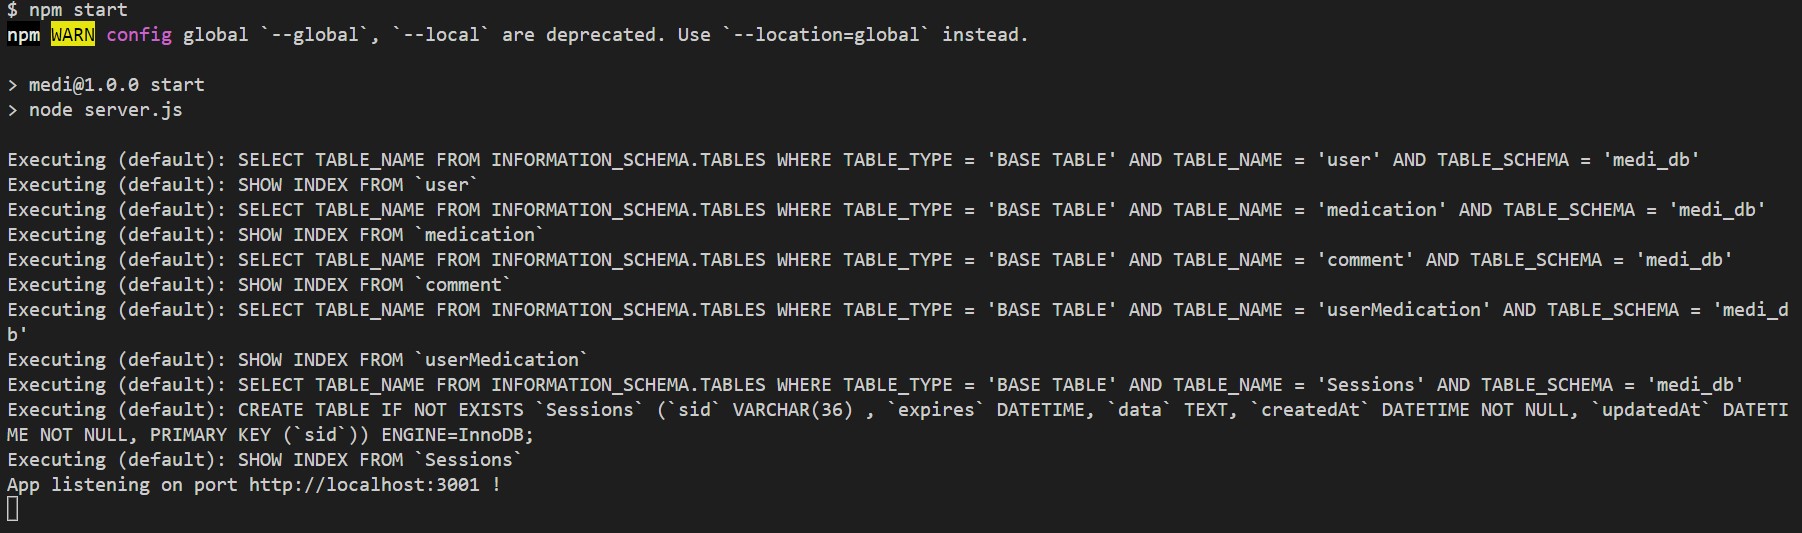 $ npm start
npm WARN config global `--global`, `--local` are deprecated. Use `--location=global` instead.
> medi@1.0.0 start
> node server.js
Executing (default): SELECT TABLE_NAME FROM INFORMATION_SCHEMA.TABLES WHERE TABLE_TYPE = 'BASE TABLE' AND TABLE_NAME = 'user' AND TABLE_SCHEMA = 'medi_db'
Executing (default): SHOW INDEX FROM `user`
Executing (default): SELECT TABLE_NAME FROM INFORMATION_SCHEMA.TABLES WHERE TABLE_TYPE = 'BASE TABLE' AND TABLE_NAME = 'medication' AND TABLE_SCHEMA = 'medi_db'
Executing (default): SHOW INDEX FROM `medication`
Executing (default): SELECT TABLE_NAME FROM INFORMATION_SCHEMA.TABLES WHERE TABLE_TYPE = 'BASE TABLE' AND TABLE_NAME = 'comment' AND TABLE_SCHEMA = 'medi_db'
Executing (default): SHOW INDEX FROM `comment`
Executing (default): SELECT TABLE_NAME FROM INFORMATION_SCHEMA.TABLES WHERE TABLE_TYPE = 'BASE TABLE' AND TABLE_NAME = 'userMedication' AND TABLE_SCHEMA = 'medi_d
b'
Executing (default): SHOW INDEX FROM `userMedication`
Executing (default): SELECT TABLE_NAME FROM INFORMATION_SCHEMA.TABLES WHERE TABLE_TYPE = 'BASE TABLE' AND TABLE_NAME = 'Sessions' AND TABLE_SCHEMA = 'medi_db'
Executing (default): CREATE TABLE IF NOT EXISTS `Sessions` (`sid` VARCHAR(36) , `expires` DATETIME, `data` TEXT, `createdAt` DATETIME NOT NULL, `updatedAt` DATETI
ME NOT NULL, PRIMARY KEY (`sid`)) ENGINE=InnoDB;
Executing (default): SHOW INDEX FROM `Sessions`
App listening on port http://localhost:3001 !